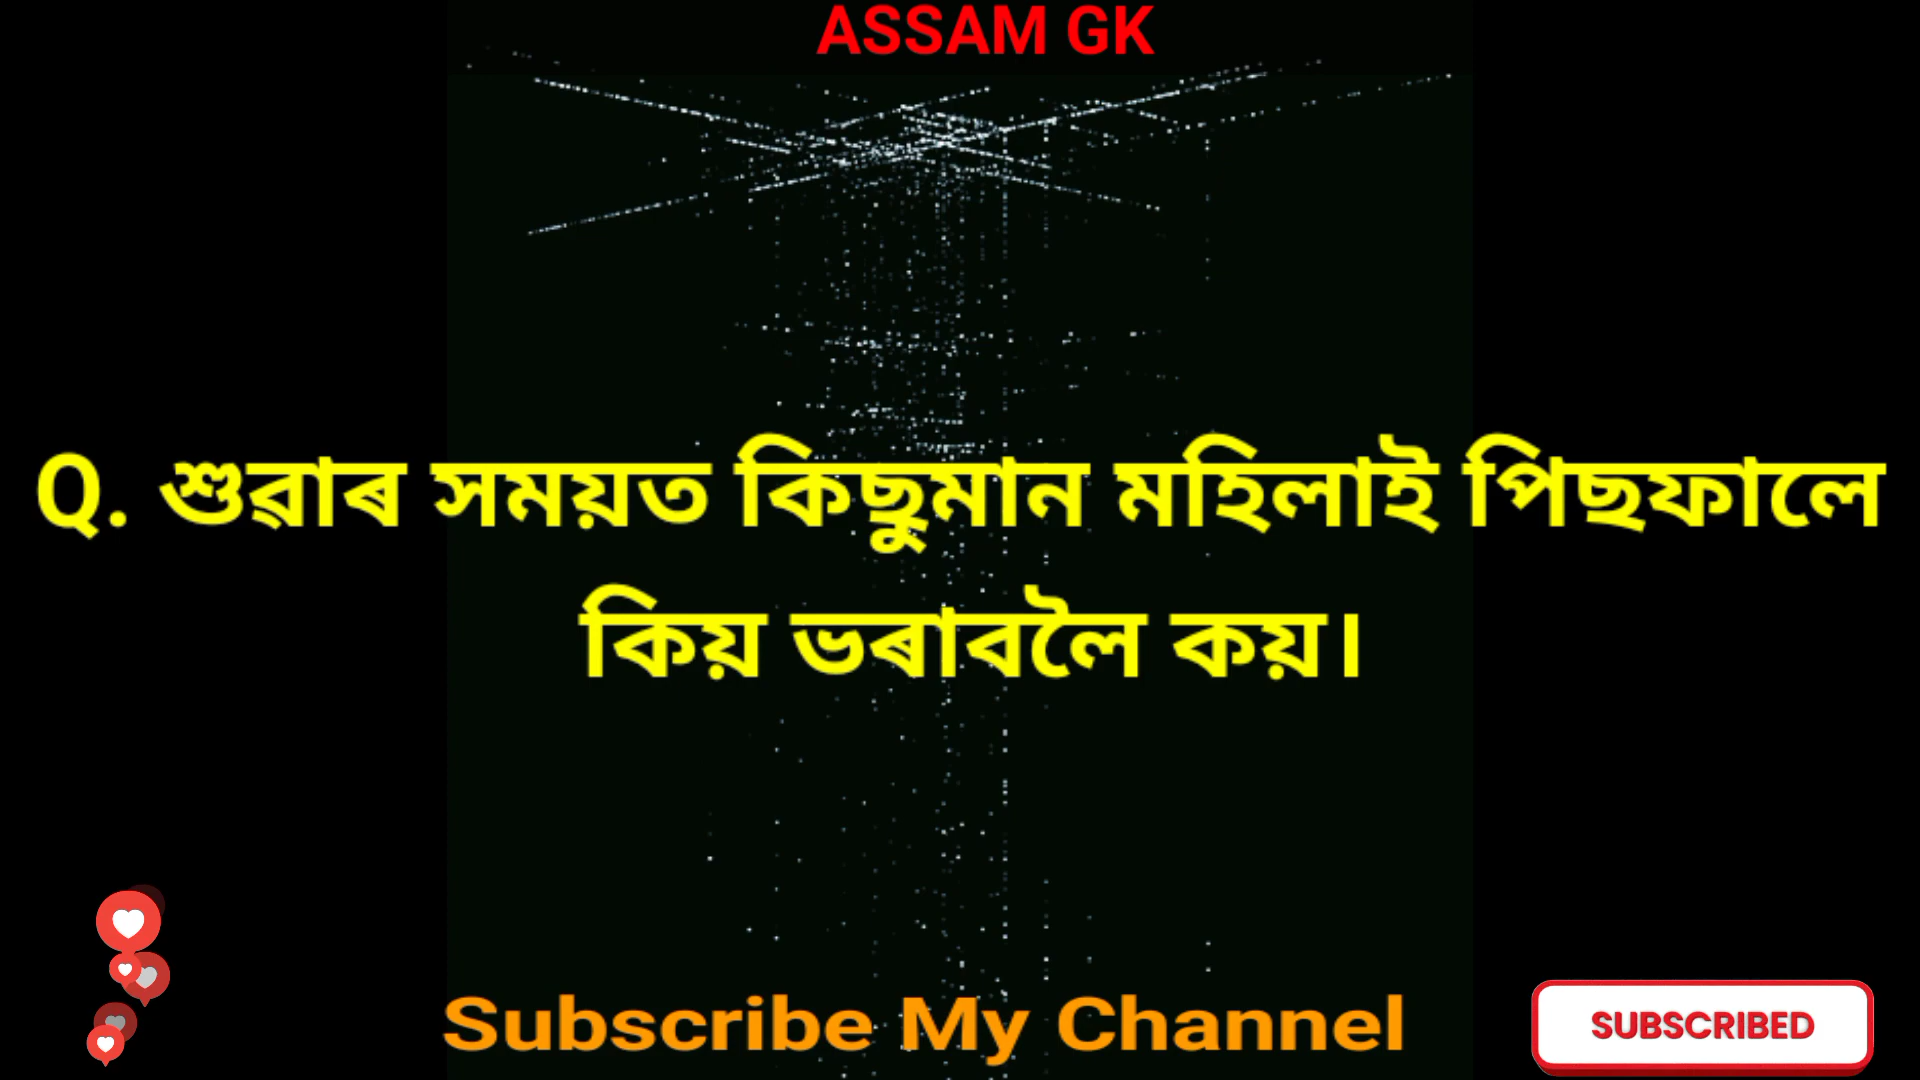 ASSAM GK
Q. শুৱাৰ সময়ত কিছুমান মহিলাই পিছফালে
কিয় ভৰাবলৈ কয়।
Subscribe My Channel
SUBSCRIBED